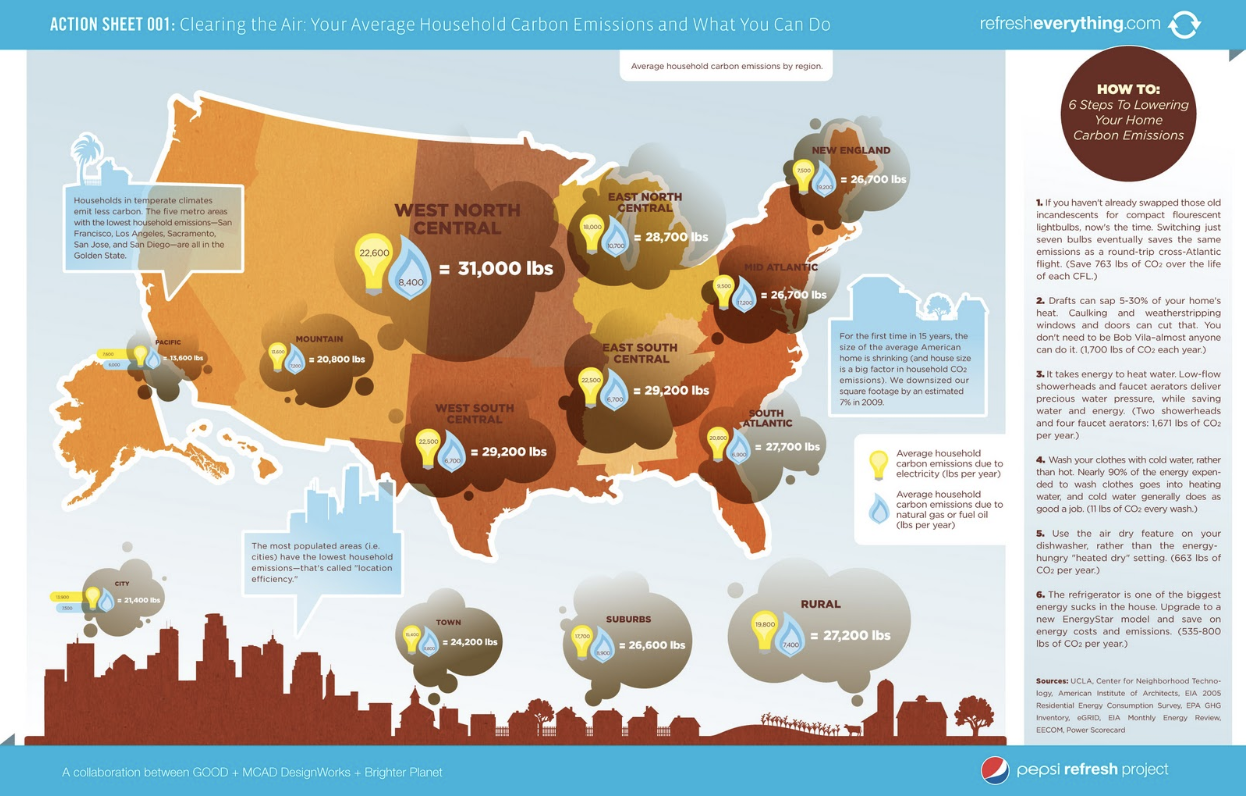 ACTION SHEET 001: Clearing the Air: Your Average Household Carbon Emissions and What You Can Do
refresheverything.com
Average household carbon emissions by region.
HOW TO:
6 Steps To Lowering
Your Home
Carbon Emissions
Households in temperate climates
emit less carbon. The five metro areas
with the lowest household emissions—San
Francisco, Los Angeles, Sacramento,
San Jose, and San Diego—are all in the
Golden State.
WEST NORTH
CENTRAL
22,600
8,400
= 31,000 lbs
EAST NORTH
CENTRAL
18,000
10,700
= 28,700 lbs
NEW ENGLAND
7,500
19,200
= 26,700 lbs
MID ATLANTIC
9,500
17,200
= 26,700 lbs
PACIFIC
= 13,600 lbs
MOUNTAIN
= 20,800 lbs
EAST SOUTH
CENTRAL
22,500
6,700
= 29,200 lbs
WEST SOUTH
CENTRAL
22,500
6,700
= 29,200 lbs
SOUTH
ATLANTIC
20,800
6,900
= 27,700 lbs
For the first time in 15 years, the
size of the average American
home is shrinking (and house size
is a big factor in household CO2
emissions). We downsized our
square footage by an estimated
7% in 2009.
Average household
carbon emissions due to
electricity (lbs per year)
Average household
carbon emissions due to
natural gas or fuel oil
(lbs per year)
The most populated areas (i.e.
cities) have the lowest household
emissions—that's called "location
efficiency."
CITY
= 21,400 lbs
TOWN
= 24,200 lbs
SUBURBS
17,700
8,900
= 26,600 lbs
RURAL
19,800
7,400
= 27,200 lbs
1. If you haven't already swapped those old
incandescents for compact flourescent
lightbulbs, now's the time. Switching just
seven bulbs eventually saves the same
emissions as a round-trip cross-Atlantic
flight. (Save 763 lbs of CO2 over the life
of each CFL.)
2. Drafts can sap 5-30% of your home's
heat. Caulking and weatherstripping
windows and doors can cut that. You
don't need to be Bob Vila–almost anyone
can do it. (1,700 lbs of CO2 each year.)
3. It takes energy to heat water. Low-flow
showerheads and faucet aerators deliver
precious water pressure, while saving
water and energy. (Two showerheads
and four faucet aerators: 1,671 lbs of CO2
per year.)
4. Wash your clothes with cold water, rather
than hot. Nearly 90% of the energy expen-
ded to wash clothes goes into heating
water, and cold water generally does as
good a job. (11 lbs of CO2 every wash.)
5. Use the air dry feature on your
dishwasher, rather than the energy-
hungry "heated dry" setting. (663 lbs of
CO2 per year.)
6. The refrigerator is one of the biggest
energy sucks in the house. Upgrade to a
new EnergyStar model and save on
energy costs and emissions. (535-800
lbs of CO2 per year.)
Sources: UCLA, Center for Neighborhood Techno-
logy, American Institute of Architects, EIA 2005
Residential Energy Consumption Survey, EPA GHG
Inventory, eGRID, EIA Monthly Energy Review,
EECOM, Power Scorecard
A collaboration between GOOD + MCAD DesignWorks + Brighter Planet
pepsi refresh project